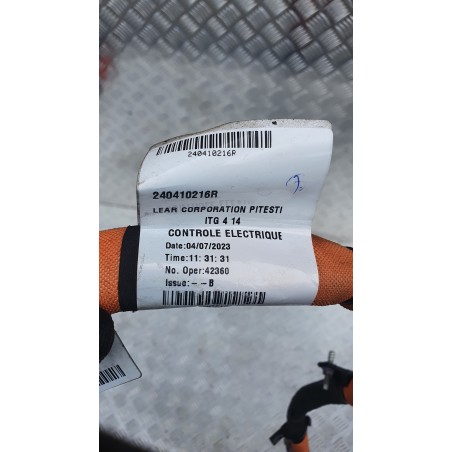 240410216R
240410216R
LEAR CORPORATION PITESTI
ITG 4 14
CONTROLE ELECTRIQUE
Date:04/07/2023
Time:11: 31: 31
No. Oper:42360
Issue:- -B